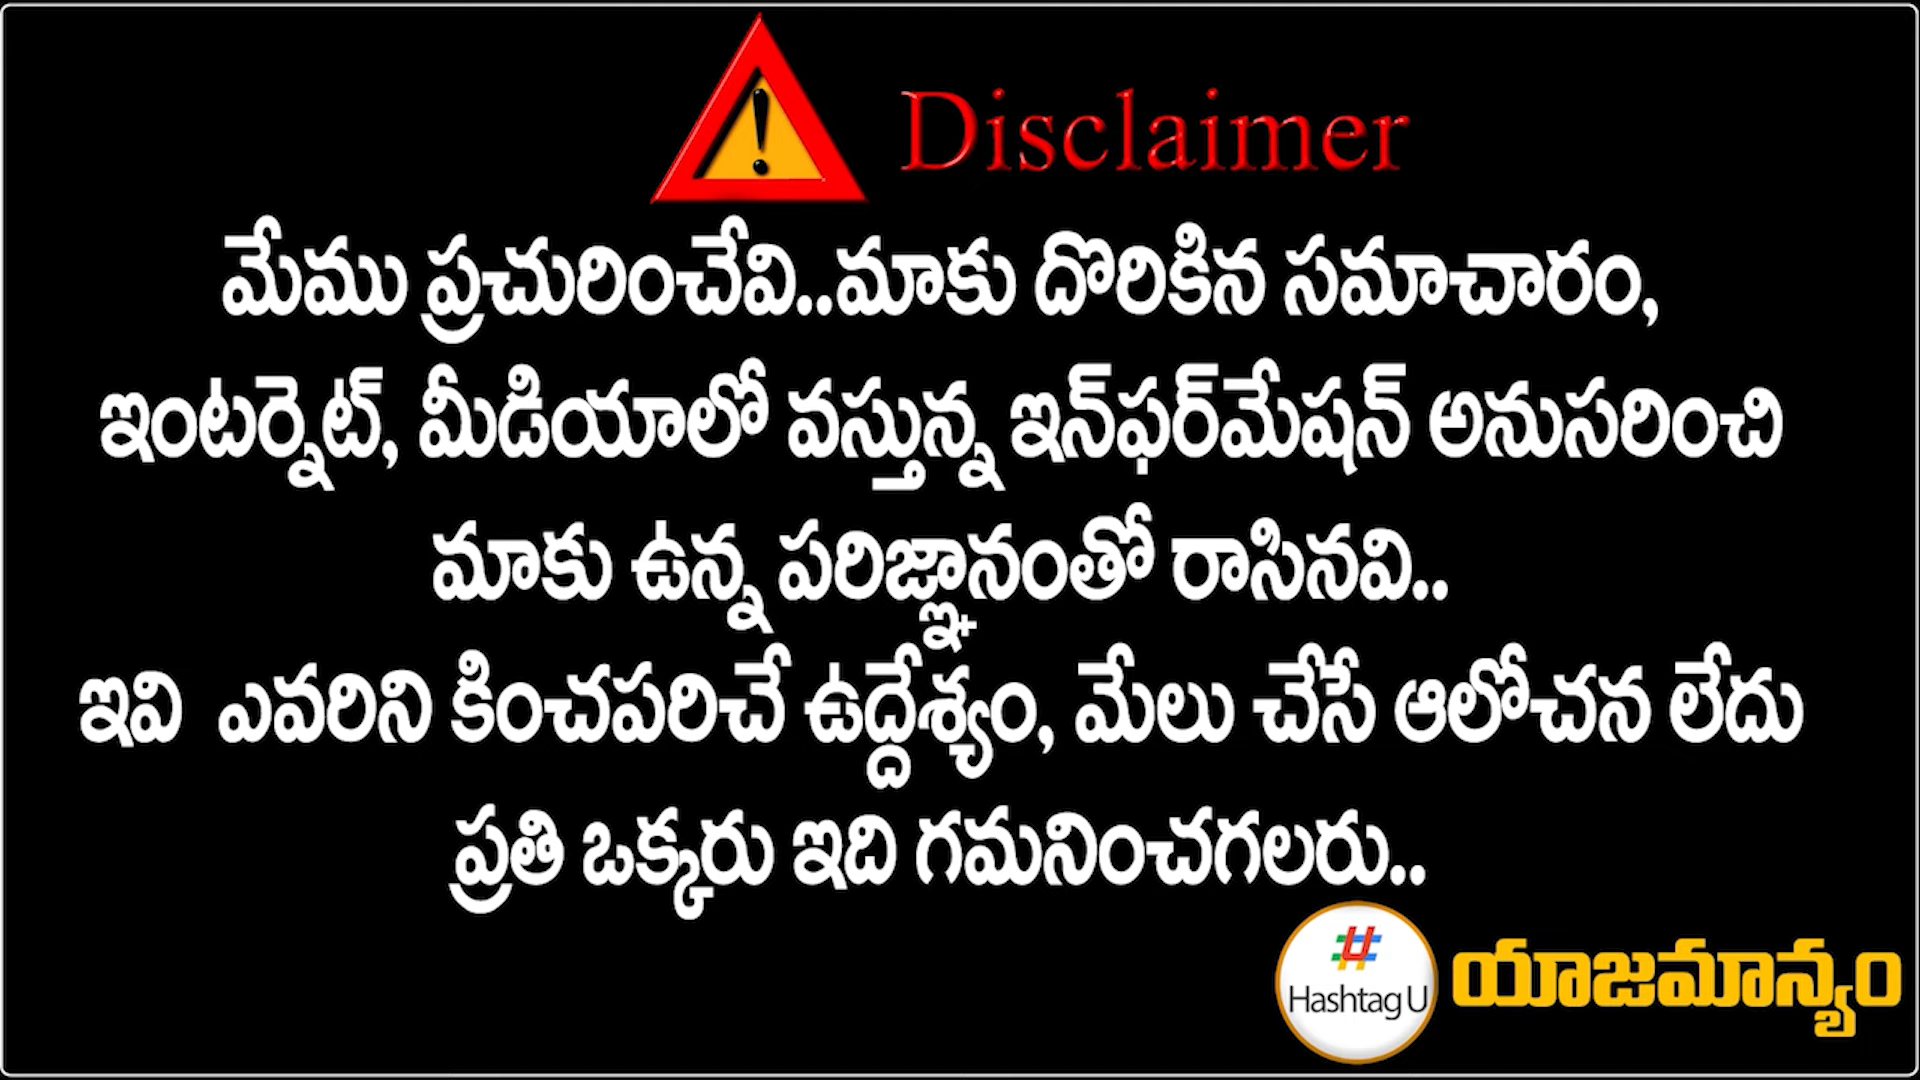 Disclaimer
మేము ప్రచురించేవి..మాకు దొరికిన సమాచారం,
ఇంటర్నెట్, మీడియాలో వస్తున్న ఇన్‌ఫర్‌మేషన్ అనుసరించి
మాకు ఉన్న పరిజ్ఞానంతో రాసినవి..
ఇవి ఎవరిని కించపరిచే ఉద్దేశ్యం, మేలు చేసే ఆలోచన లేదు
ప్రతి ఒక్కరు ఇది గమనించగలరు..
Hashtag U
యాజమాన్యం